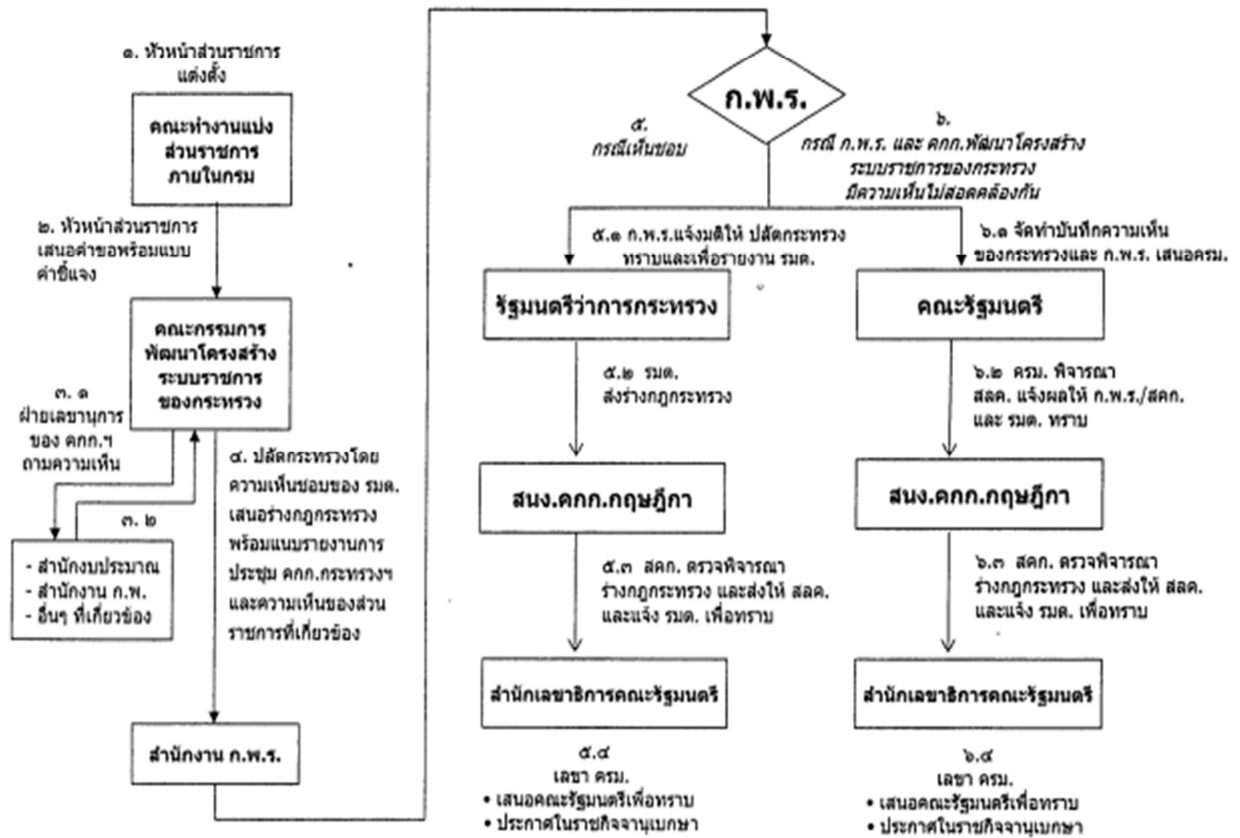 ๑. หัวหน้าส่วนราชการ
แต่งตั้ง
คณะทำงานแบ่ง
ส่วนราชการ
ภายในกรม
๒. หัวหน้าส่วนราชการ
เสนอคำขอพร้อมแบบ
คำชี้แจง
คณะกรรมการ
พัฒนาโครงสร้าง
ระบบราชการ
ของกระทรวง
๓. ๑
ฝ่ายเลขานุการ
ของ คกก.ฯ
ถามความเห็น
๓. ๒
- สำนักงบประมาณ
- สำนักงาน ก.พ.
- อื่นๆ ที่เกี่ยวข้อง
๔. ปลัดกระทรวงโดย
ความเห็นชอบของ รมต.
เสนอร่างกฎกระทรวง
พร้อมแนบรายงานการ
ประชุม คกก.กระทรวงฯ
และความเห็นของส่วน
ราชการที่เกี่ยวข้อง
สำนักงาน ก.พ.ร.
ก.พ.ร.
๕.
กรณีเห็นชอบ
๖.
กรณี ก.พ.ร. และ คกก.พัฒนาโครงสร้าง
ระบบราชการของกระทรวง
มีความเห็นไม่สอดคล้องกัน
๕.๑ ก.พ.ร.แจ้งมติให้ ปลัดกระทรวง
ทราบและเพื่อรายงาน รมต.
รัฐมนตรีว่าการกระทรวง
๕.๒ รมต.
ส่งร่างกฎกระทรวง
สนง.คกก.กฤษฎีกา
๕.๓ สคก. ตรวจพิจารณา
ร่างกฎกระทรวง และส่งให้ สลค.
และแจ้ง รมต. เพื่อทราบ
สำนักเลขาธิการคณะรัฐมนตรี
๕.๔
เลขา ครม.
• เสนอคณะรัฐมนตรีเพื่อทราบ
• ประกาศในราชกิจจานุเบกษา
๖.๑ จัดทำบันทึกความเห็น
ของกระทรวงและ ก.พ.ร. เสนอครม.
คณะรัฐมนตรี
๖.๒ ครม. พิจารณา
สลค. แจ้งผลให้ ก.พ.ร./สคก.
และ รมต. ทราบ
สนง.คกก.กฤษฎีกา
๖.๓ สคก. ตรวจพิจารณา
ร่างกฎกระทรวง และส่งให้ สลค.
และแจ้ง รมต. เพื่อทราบ
สำนักเลขาธิการคณะรัฐมนตรี
๖.๔
เลขา ครม.
• เสนอคณะรัฐมนตรีเพื่อทราบ
• ประกาศในราชกิจจานุเบกษา